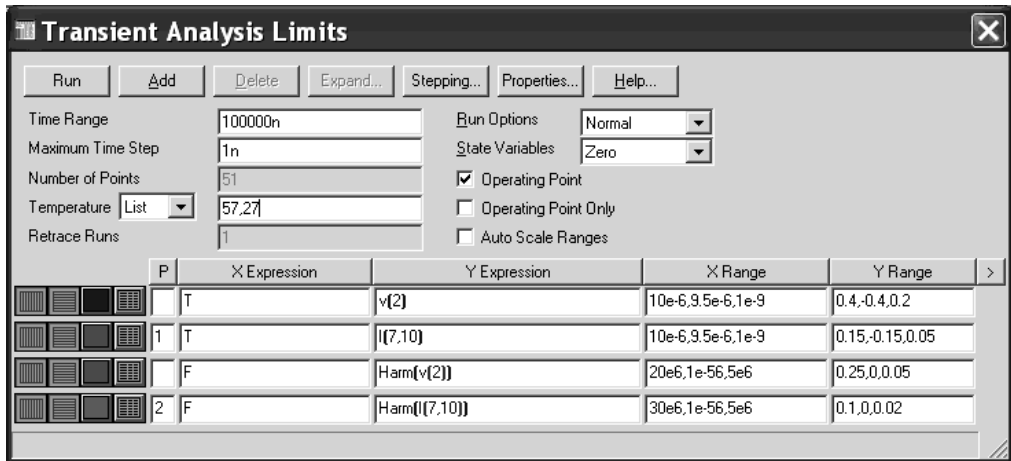 Transient Analysis Limits
Run Add Delete Expand... Stepping... Properties... Help...
Time Range 100000n Run Options Normal
Maximum Time Step 1n State Variables Zero
Number of Points 51 Operating Point
Temperature List 57,27 Operating Point Only
Retrace Runs 1 Auto Scale Ranges
P X Expression Y Expression X Range Y Range >
T v(2) 10e-6,9.5e-6,1e-9 0.4,-0.4,0.2
1 T I(7,10) 10e-6,9.5e-6,1e-9 0.15,-0.15,0.05
F Harm(v(2)) 20e6,1e-56,5e6 0.25,0,0.05
2 F Harm(I(7,10)) 30e6,1e-56,5e6 0.1,0,0.02